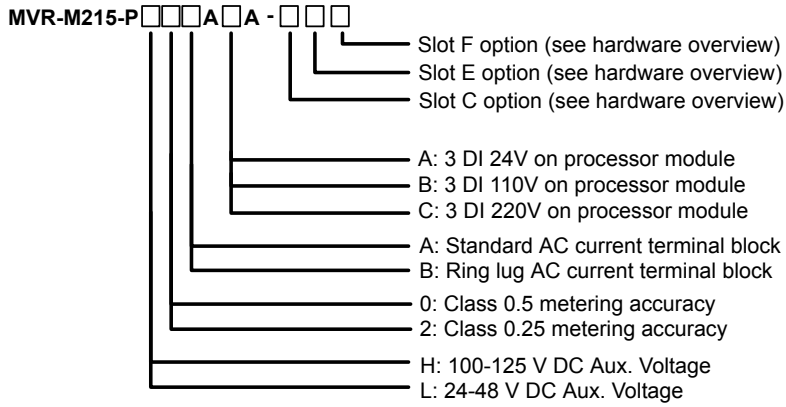 MVR-M215-P□□□A□A-□□□
Slot F option (see hardware overview)
Slot E option (see hardware overview)
Slot C option (see hardware overview)
A: 3 DI 24V on processor module
B: 3 DI 110V on processor module
C: 3 DI 220V on processor module
A: Standard AC current terminal block
B: Ring lug AC current terminal block
0: Class 0.5 metering accuracy
2: Class 0.25 metering accuracy
H: 100-125 V DC Aux. Voltage
L: 24-48 V DC Aux. Voltage